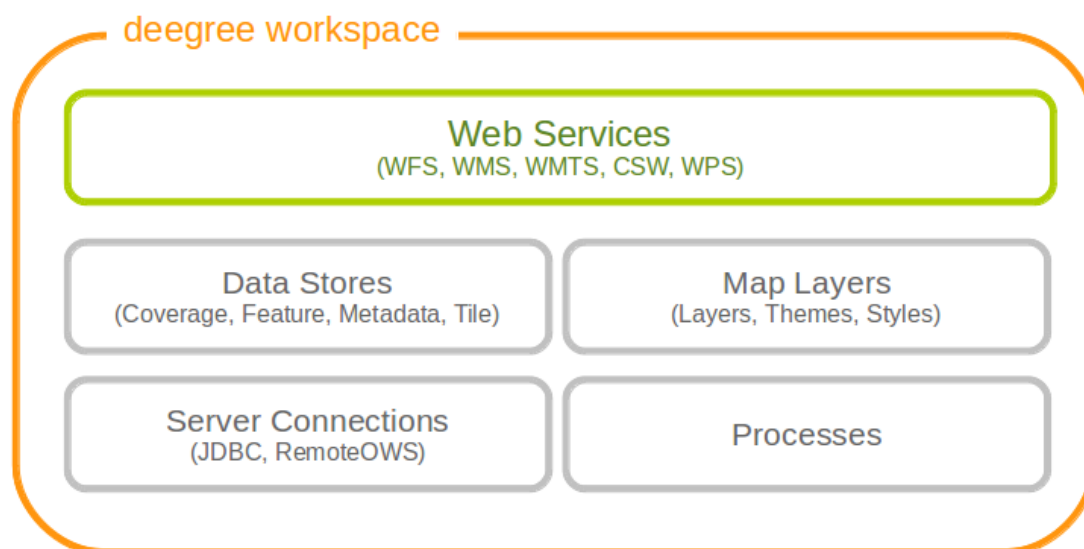 deegree workspace
Web Services
(WFS, WMS, WMTS, CSW, WPS)
Data Stores
(Coverage, Feature, Metadata, Tile)
Map Layers
(Layers, Themes, Styles)
Server Connections
(JDBC, RemoteOWS)
Processes